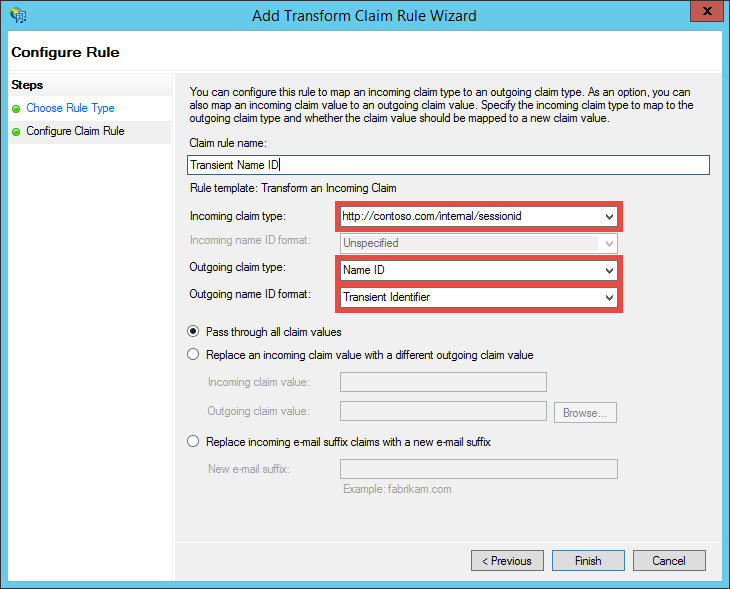 Add Transform Claim Rule Wizard
x
Configure Rule
Steps
Choose Rule Type
Configure Claim Rule
You can configure this rule to map an incoming claim type to an outgoing claim type. As an option, you can
also map an incoming claim value to an outgoing claim value. Specify the incoming claim type to map to the
outgoing claim type and whether the claim value should be mapped to a new claim value.
Claim rule name:
Transient Name ID
Rule template: Transform an Incoming Claim
Incoming claim type: http://contoso.com/internal/sessionid
Incoming name ID format: Unspecified
Outgoing claim type: Name ID
Outgoing name ID format: Transient Identifier
Pass through all claim values
Replace an incoming claim value with a different outgoing claim value
Incoming claim value:
Outgoing claim value: Browse...
Replace incoming e-mail suffix claims with a new e-mail suffix
New e-mail suffix:
Example: fabrikam.com
< Previous Finish Cancel